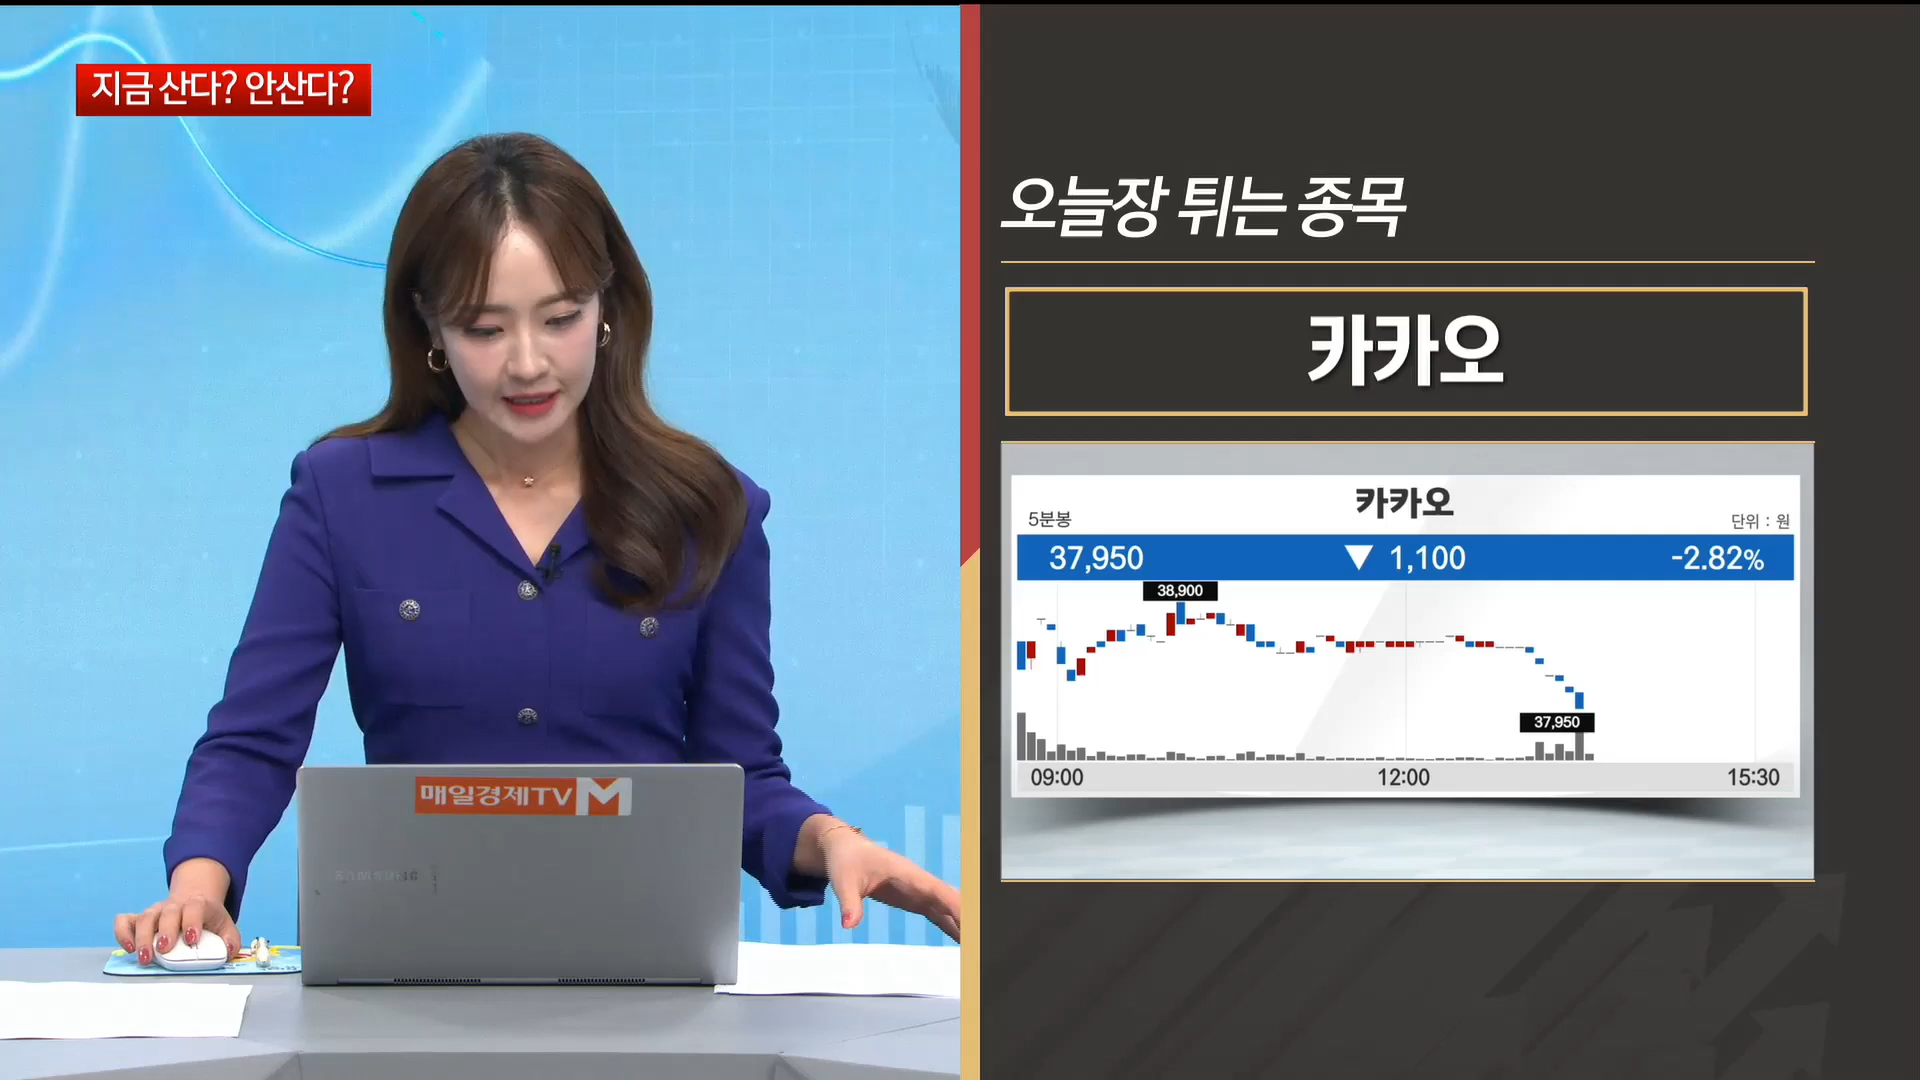 지금 산다? 안산다?
오늘장 튀는 종목
카카오
카카오
5분봉
단위 : 원
37,950 ▼ 1,100 -2.82%
38,900
37,950
09:00 12:00 15:30
매일경제TV M